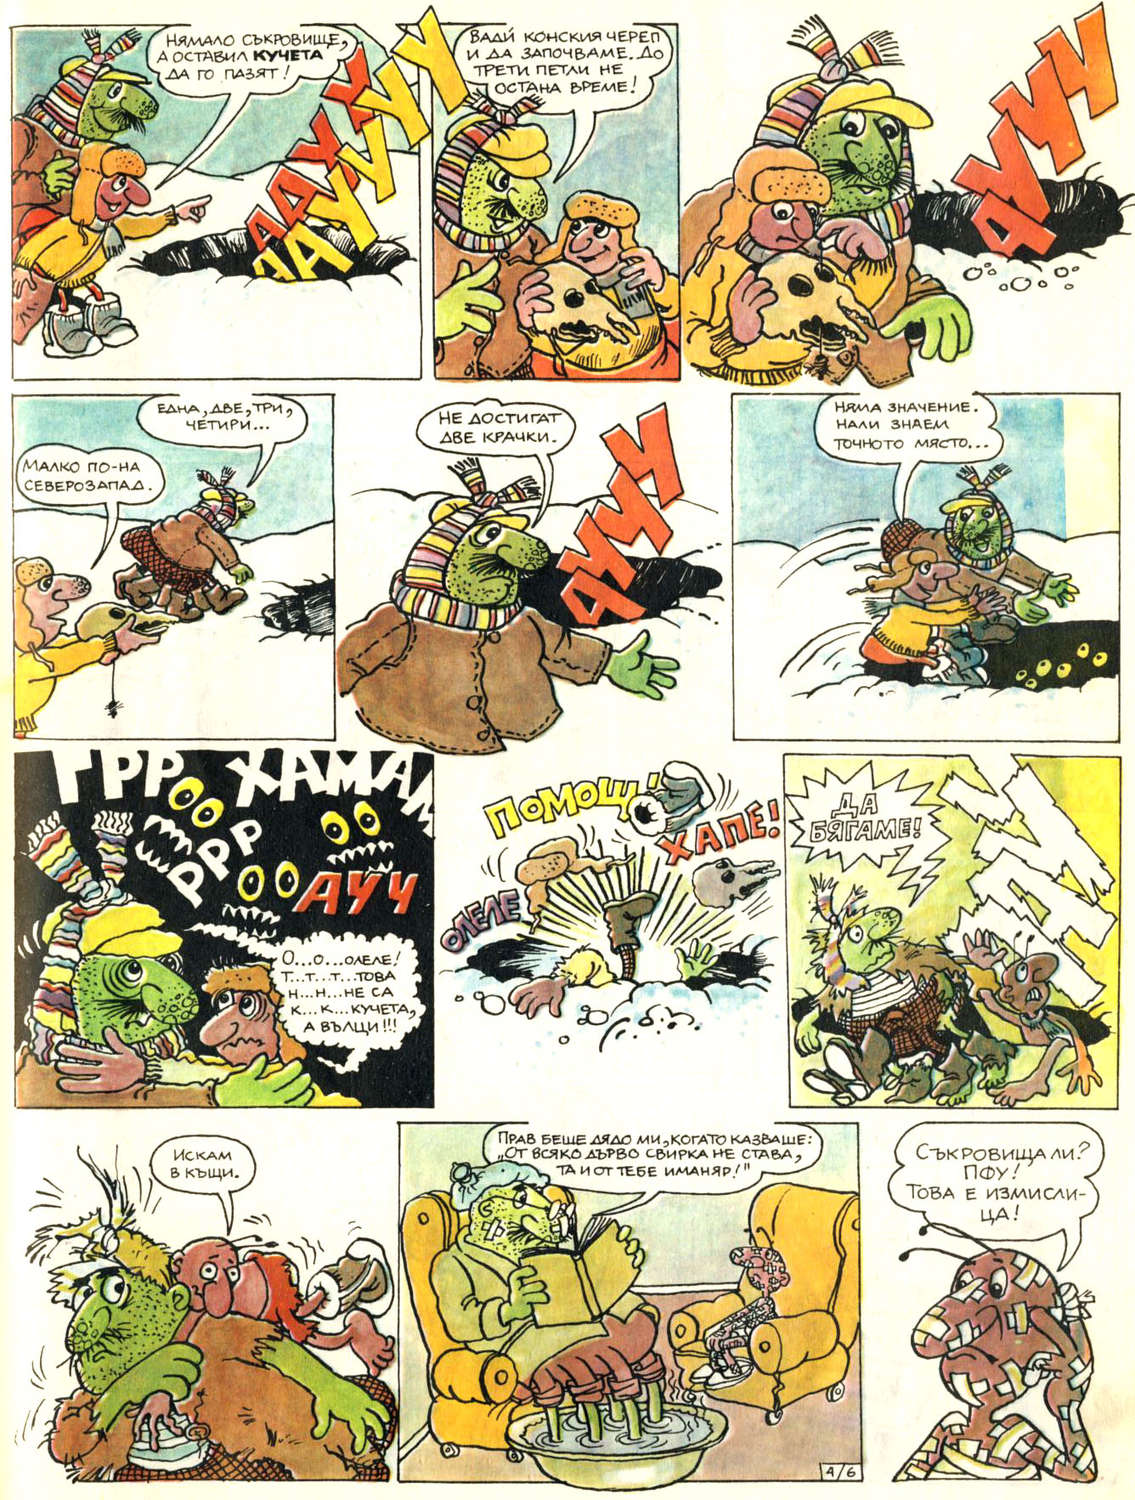 НЯМАЛО СЪКРОВИЩЕ,
А ОСТАВИЛ КУЧЕТА
ДА ГО ПАЗЯТ!
ААУУУ
ААУУУУ
ВАДИ КОНСКИЯ ЧЕРЕП
И ДА ЗАПОЧВАМЕ. ДО
ТРЕТИ ПЕТЛИ НЕ
ОСТАНА ВРЕМЕ!
АУУУ
ЕДНА, ДВЕ, ТРИ,
ЧЕТИРИ...
МАЛКО ПО-НА
СЕВЕРОЗАПАД.
НЕ ДОСТИГАТ
ДВЕ КРАЧКИ.
АУУУ
НЯМА ЗНАЧЕНИЕ.
НАЛИ ЗНАЕМ
ТОЧНОТО МЯСТО...
ГРРР
ХАМАМ
РРР
АУУ
О...О...ОЛЕЛЕ!
Т...Т...Т...ТОВА
Н...Н...НЕ СА
К...К...КУЧЕТА,
А ВЪЛЦИ!!!
ПОМОЩ!
ХАПЕ!
ОЛЕЛЕ
ДА
БЯГАМЕ!
ИСКАМ
В КЪЩИ.
ПРАВ БЕШЕ ДЯДО МИ, КОГАТО КАЗВАШЕ:
„ОТ ВСЯКО ДЪРВО СВИРКА НЕ СТАВА,
ТА И ОТ ТЕБЕ ИМАНЯР!"
СЪКРОВИЩА ЛИ?
ПФУ!
ТОВА Е ИЗМИСЛИ-
ЦА!
4/6